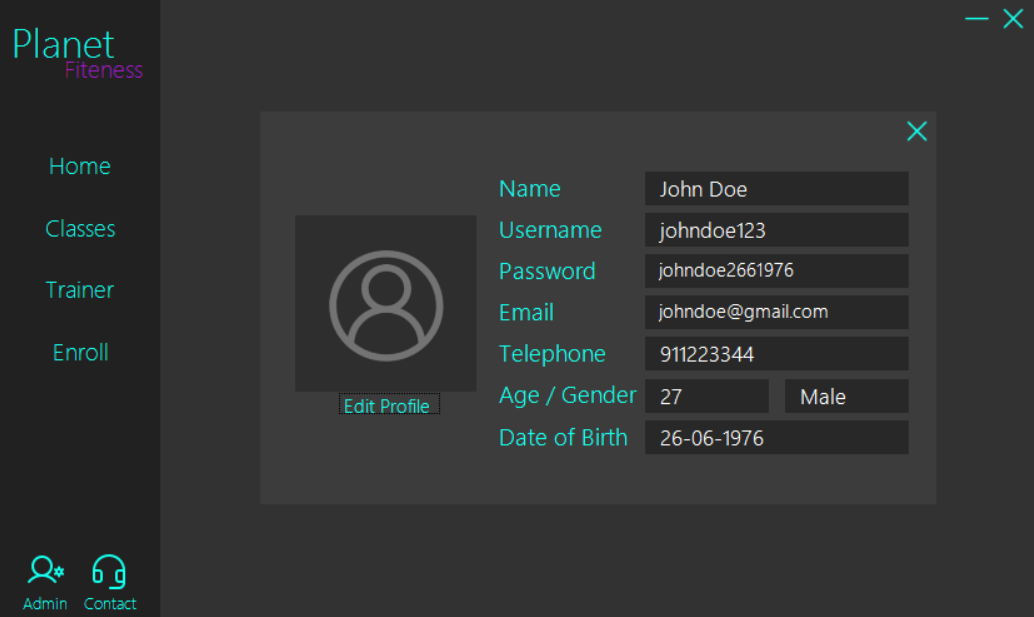 Planet
Fiteness
Home
Classes
Trainer
Enroll
Admin
Contact
Name John Doe
Username johndoe123
Password johndoe2661976
Email johndoe@gmail.com
Telephone 911223344
Age / Gender 27 Male
Date of Birth 26-06-1976
Edit Profile